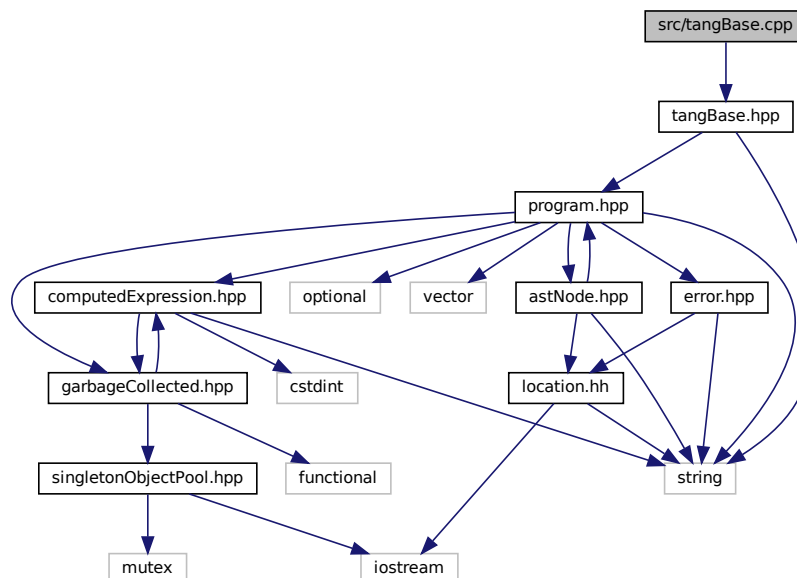 src/tangBase.cpp
tangBase.hpp
program.hpp
computedExpression.hpp
optional
vector
astNode.hpp
error.hpp
garbageCollected.hpp
cstdint
location.hh
singletonObjectPool.hpp
functional
string
mutex
iostream